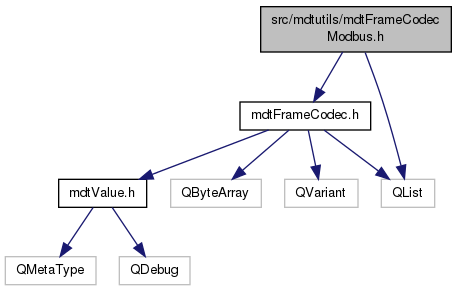 src/mdtutils/mdtFrameCodec
Modbus.h
mdtFrameCodec.h
mdtValue.h
QByteArray
QVariant
QList
QMetaType
QDebug